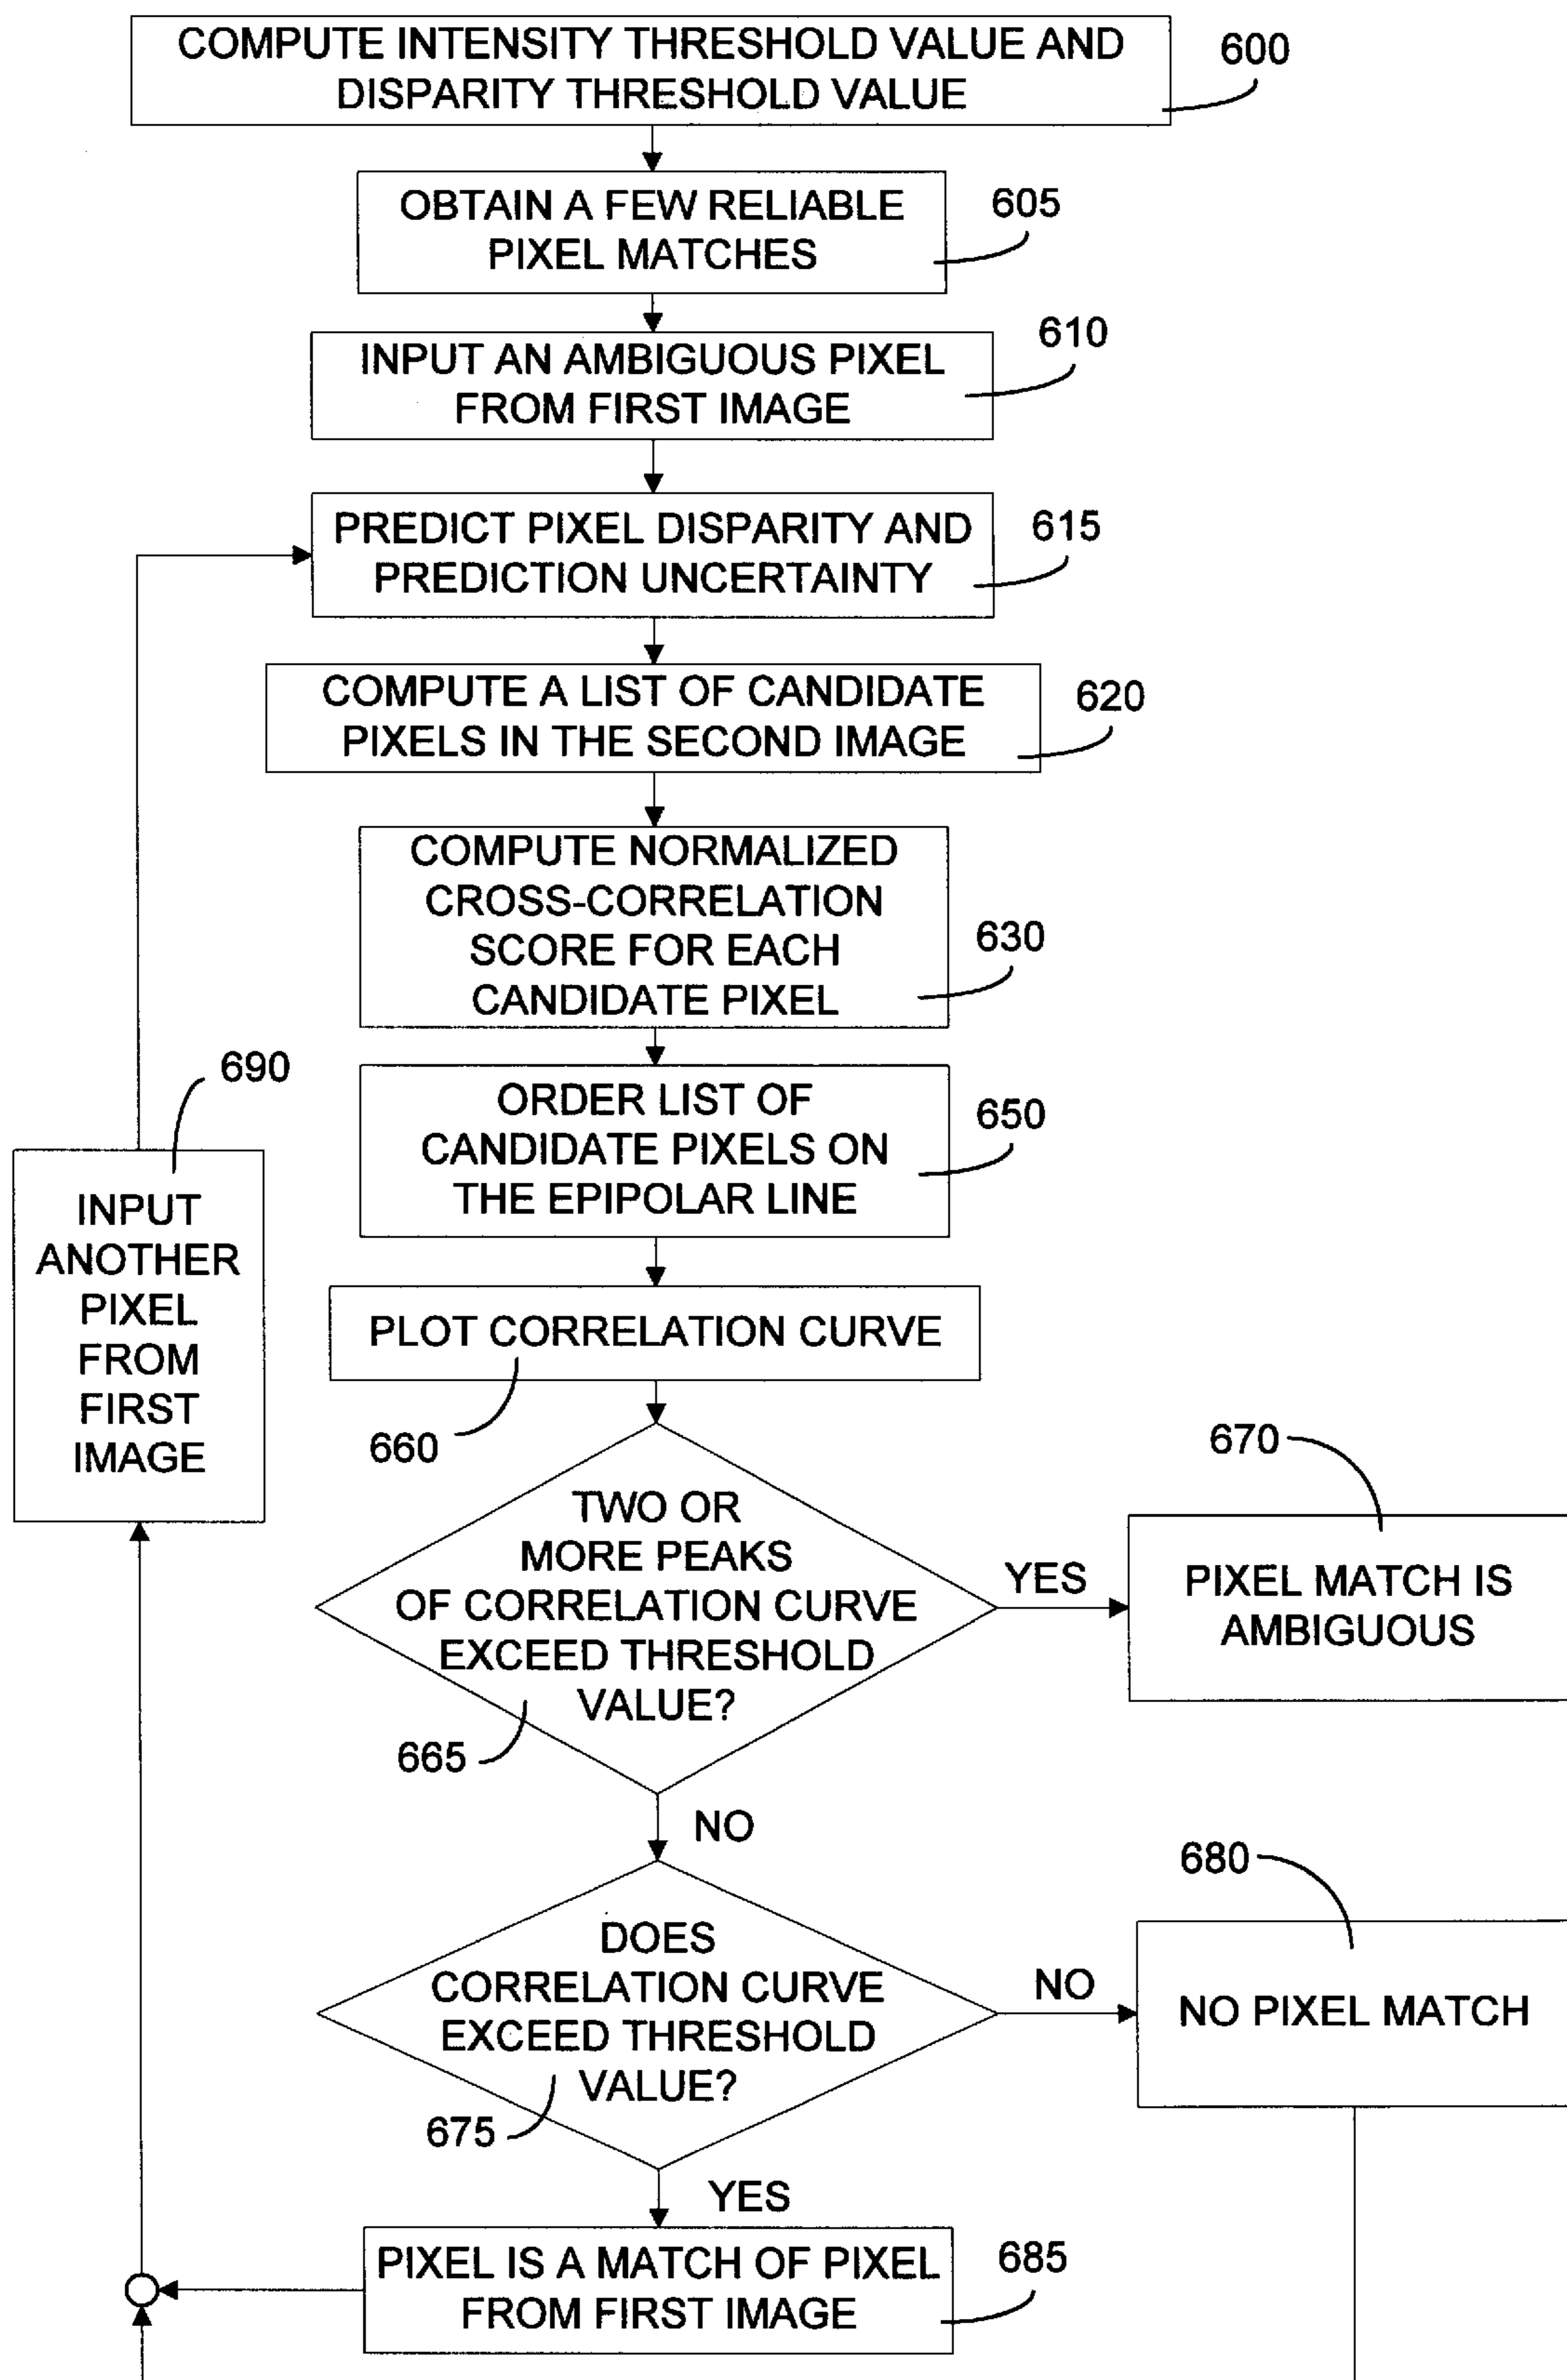 COMPUTE INTENSITY THRESHOLD VALUE AND
DISPARITY THRESHOLD VALUE
600
OBTAIN A FEW RELIABLE
PIXEL MATCHES
605
INPUT AN AMBIGUOUS PIXEL
FROM FIRST IMAGE
610
PREDICT PIXEL DISPARITY AND
PREDICTION UNCERTAINTY
615
COMPUTE A LIST OF CANDIDATE
PIXELS IN THE SECOND IMAGE
620
COMPUTE NORMALIZED
CROSS-CORRELATION
SCORE FOR EACH
CANDIDATE PIXEL
630
ORDER LIST OF
CANDIDATE PIXELS ON
THE EPIPOLAR LINE
650
690
INPUT
ANOTHER
PIXEL
FROM
FIRST
IMAGE
PLOT CORRELATION CURVE
660
TWO OR
MORE PEAKS
OF CORRELATION CURVE
EXCEED THRESHOLD
VALUE?
665
YES
670
PIXEL MATCH IS
AMBIGUOUS
NO
DOES
CORRELATION CURVE
EXCEED THRESHOLD
VALUE?
675
NO
680
NO PIXEL MATCH
YES
PIXEL IS A MATCH OF PIXEL
FROM FIRST IMAGE
685